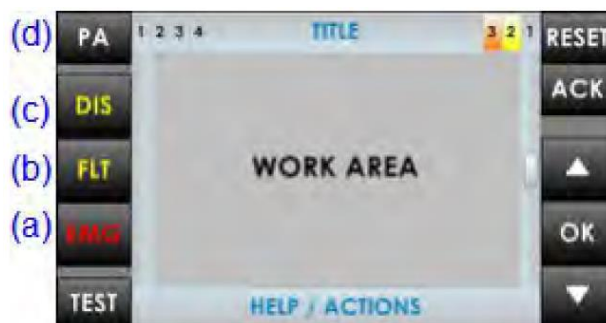 (d) PA 1 2 3 4 TITLE 3 2 1 RESET
ACK
(c) DIS
(b) FLT WORK AREA
(a) EMG OK
TEST HELP / ACTIONS